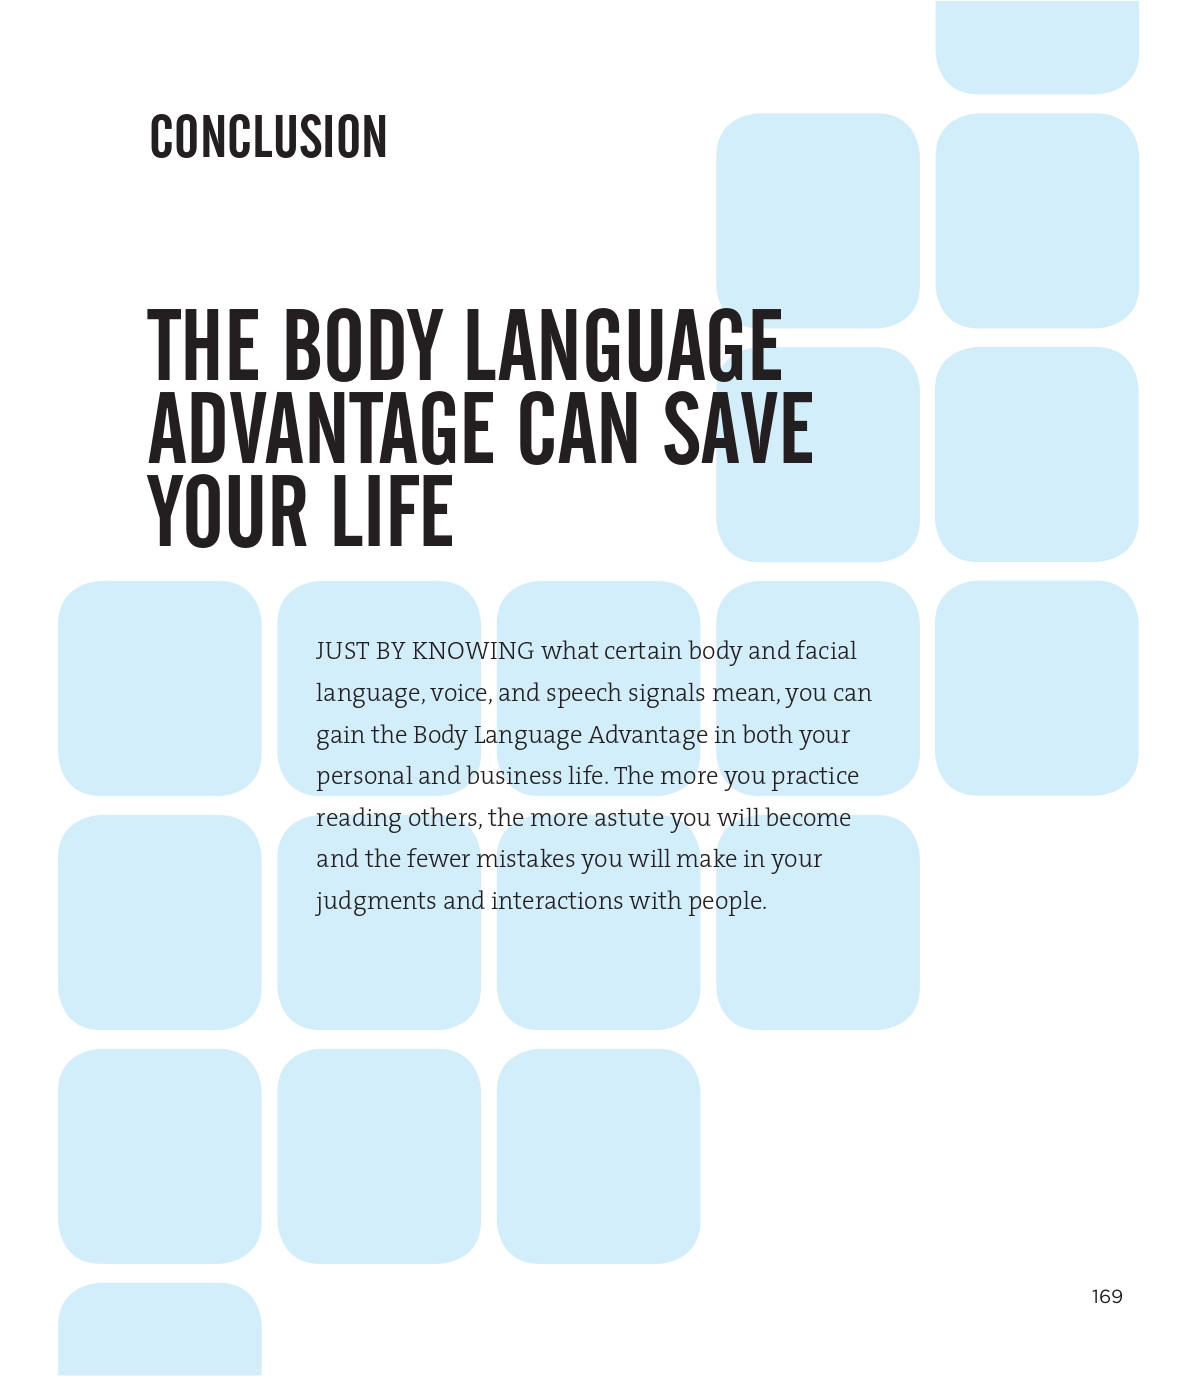 CONCLUSION
THE BODY LANGUAGE
ADVANTAGE CAN SAVE
YOUR LIFE
JUST BY KNOWING what certain body and facial
language, voice, and speech signals mean, you can
gain the Body Language Advantage in both your
personal and business life. The more you practice
reading others, the more astute you will become
and the fewer mistakes you will make in your
judgments and interactions with people.
169